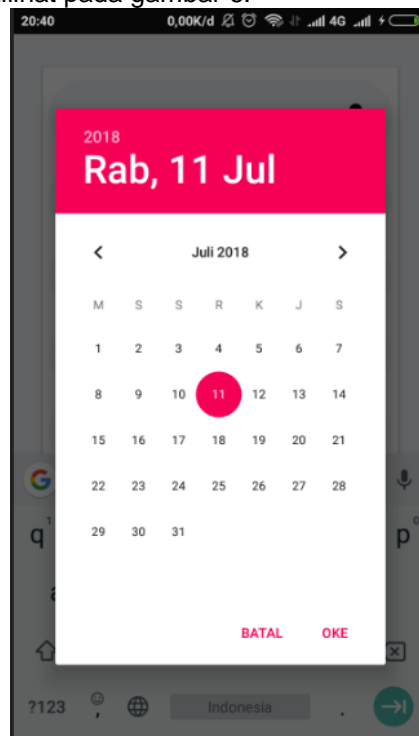 20:40 0,00K/d 4G
2018
Rab, 11 Jul
Juli 2018
M S S R K J S
1 2 3 4 5 6 7
8 9 10 11 12 13 14
15 16 17 18 19 20 21
22 23 24 25 26 27 28
29 30 31
BATAL OKE
G
q 1 p 0
?123 , Indonesia .